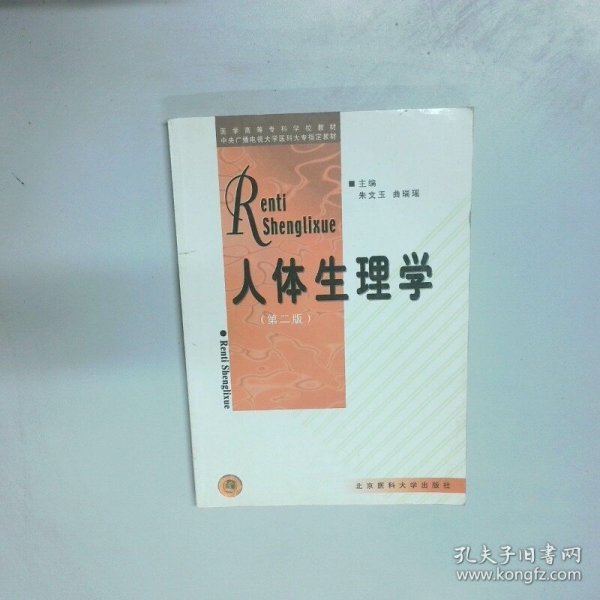 医学高等专科学校教材
中央广播电视大学医科大专指定教材
■主编
朱文玉 曲瑞瑶
Renti
Shenglixue
人体生理学
(第二版)
●Renti Shenglixue
北京医科大学出版社
孔夫子旧书网
www.kongfz.com